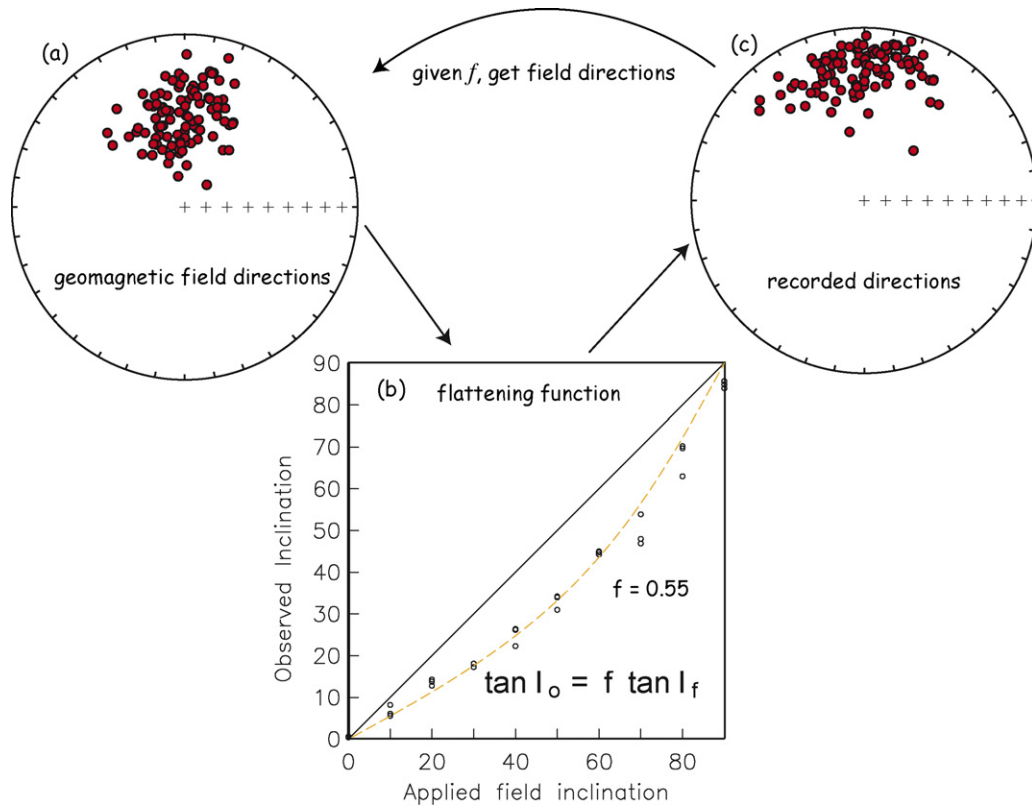 (a)
given f, get field directions
(c)
geomagnetic field directions
recorded directions
(b)
flattening function
90
80
70
60
50
40
30
20
10
0
Observed Inclination
f = 0.55
tan I_o = f tan I_f
0
20
40
60
80
Applied field inclination